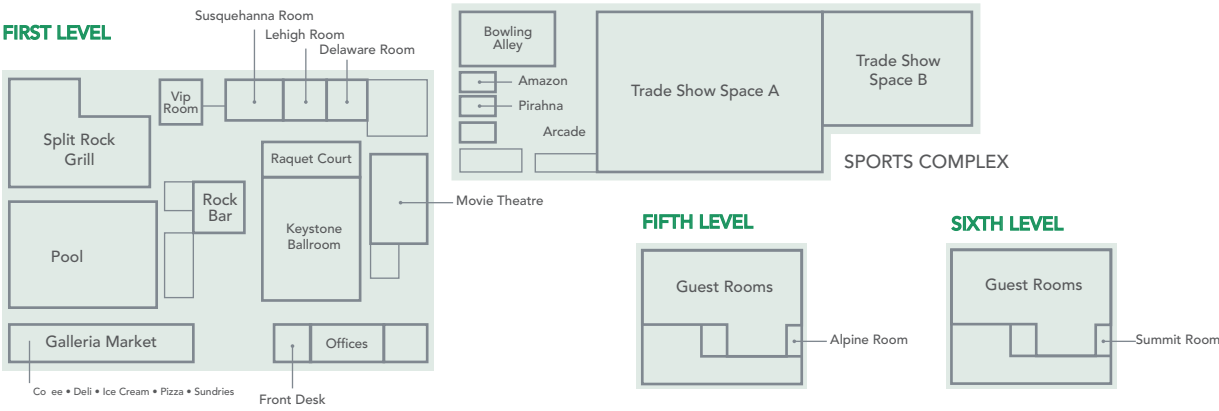 FIRST LEVEL
Susquehanna Room
Lehigh Room
Delaware Room
Vip
Room
Split Rock
Grill
Raquet Court
Rock
Bar
Keystone
Ballroom
Movie Theatre
Pool
Galleria Market
Offices
Co ee • Deli • Ice Cream • Pizza • Sundries
Front Desk
Bowling
Alley
Amazon
Pirahna
Arcade
Trade Show Space A
Trade Show
Space B
SPORTS COMPLEX
FIFTH LEVEL
Guest Rooms
Alpine Room
SIXTH LEVEL
Guest Rooms
Summit Room